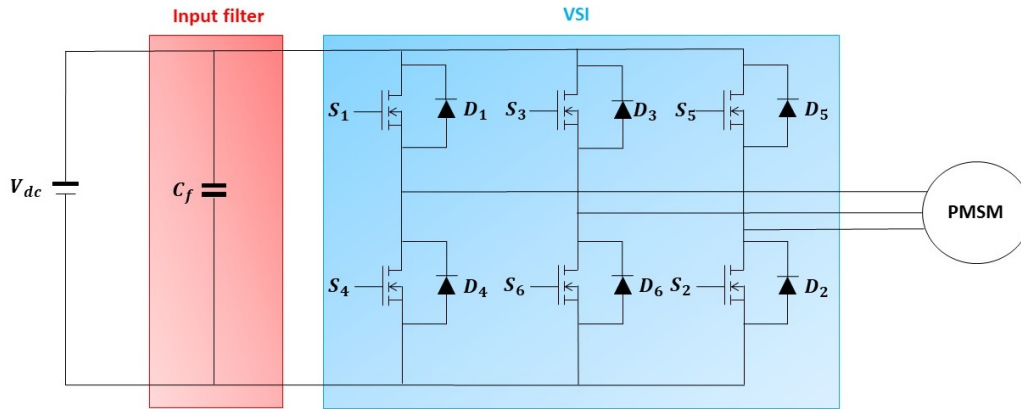 Input filter
VSI
S1
D1
S3
D3
S5
D5
Vdc
Cf
PMSM
S4
D4
S6
D6
S2
D2